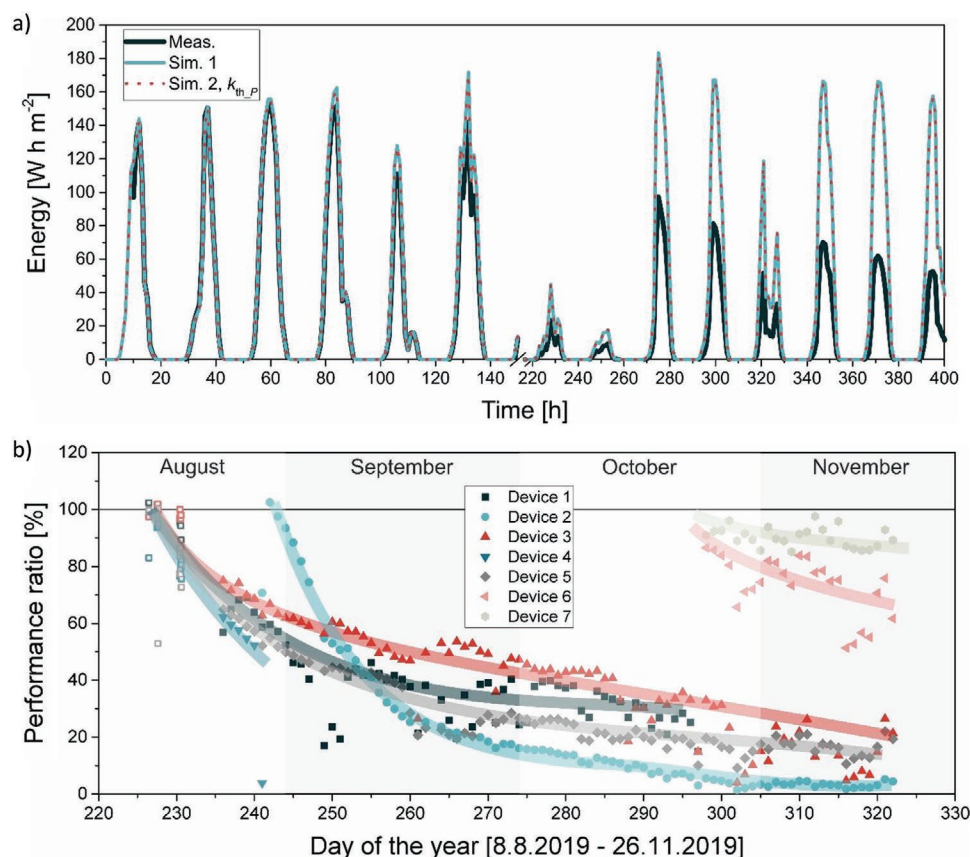 a)
200
180
160
140
120
100
80
60
40
20
0
Energy [W h m-2]
Meas.
Sim. 1
Sim. 2, kth_P
0 20 40 60 80 100 120 140 220 240 260 280 300 320 340 360 380 400
Time [h]
b)
120
100
80
60
40
20
0
Performance ratio [%]
August September October November
Device 1
Device 2
Device 3
Device 4
Device 5
Device 6
Device 7
220 230 240 250 260 270 280 290 300 310 320 330
Day of the year [8.8.2019 - 26.11.2019]